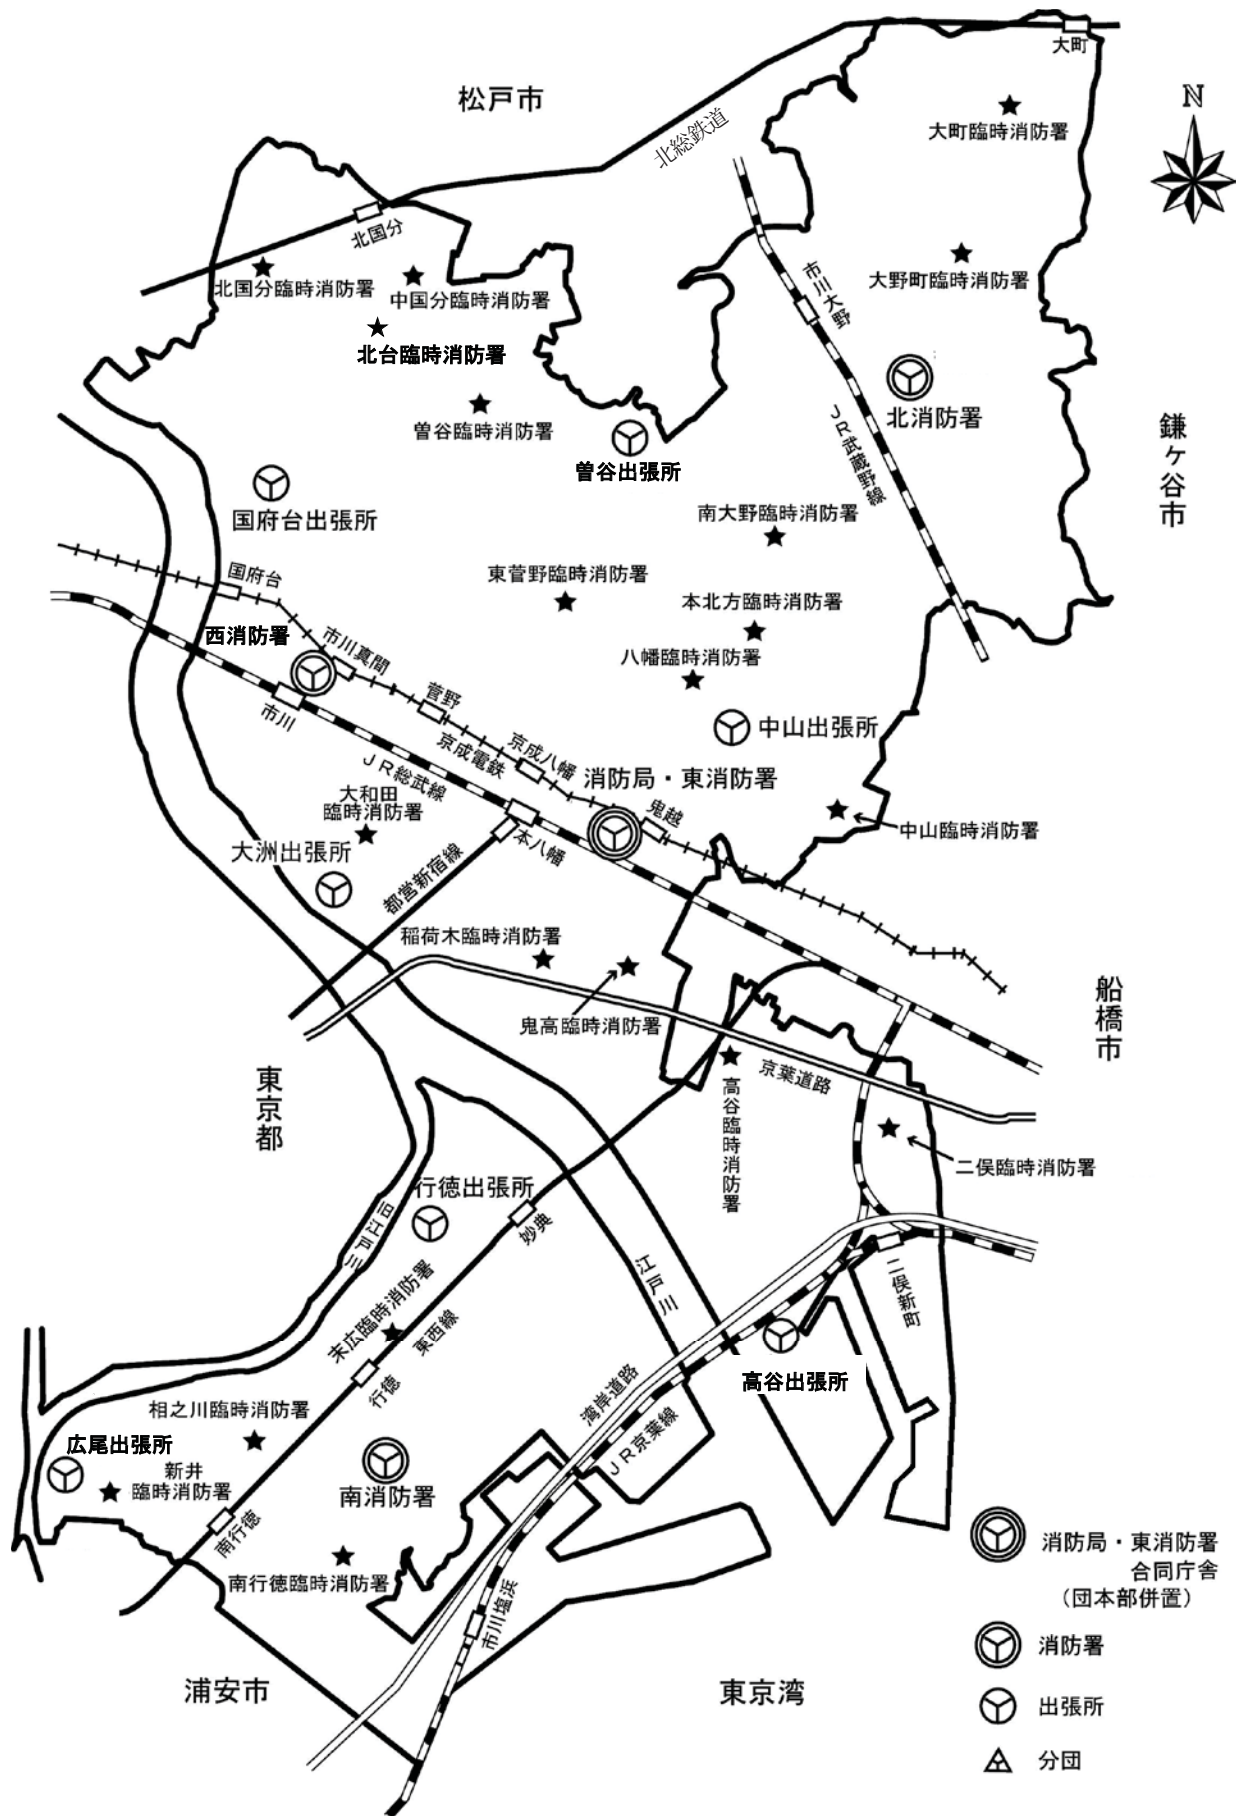 大町
松戸市
N
北総鉄道
大町臨時消防署
北国分
大野町臨時消防署
市川大野
北国分臨時消防署
中国分臨時消防署
北台臨時消防署
北消防署
JR武蔵野線
曽谷臨時消防署
曽谷出張所
鎌ヶ谷市
国府台出張所
南大野臨時消防署
国府台
東菅野臨時消防署
本北方臨時消防署
西消防署
市川真間
八幡臨時消防署
市川
菅野
京成電鉄
京成八幡
中山出張所
JR総武線
消防局・東消防署
大和田
臨時消防署
鬼越
中山臨時消防署
大洲出張所
本八幡
都営新宿線
稲荷木臨時消防署
鬼高臨時消防署
船橋市
東京都
高谷臨時消防署
京葉道路
二俣臨時消防署
行徳出張所
旧江戸川
妙典
江戸川
末広臨時消防署
東西線
二俣新町
行徳
高谷出張所
湾岸道路
JR京葉線
相之川臨時消防署
広尾出張所
新井
臨時消防署
南消防署
南行徳
南行徳臨時消防署
市川塩浜
消防局・東消防署
合同庁舎
(団本部併置)
消防署
浦安市
東京湾
出張所
分団